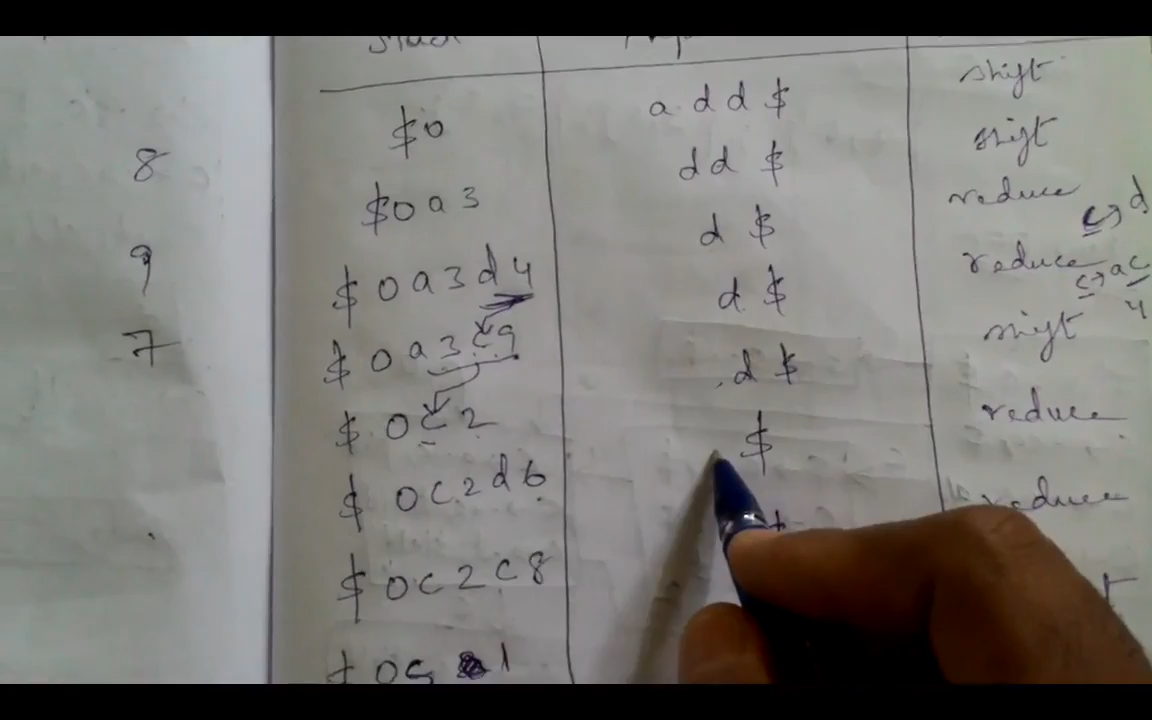 $0 add$ shift
8 $0a3 dd$ shift
$0a3d4 d$ reduce c→d
9 $0a3c9 d$ reduce c→ac
7 $0c2 d$ shift
$0c2d6 $ reduce
$0c2c8 reduce